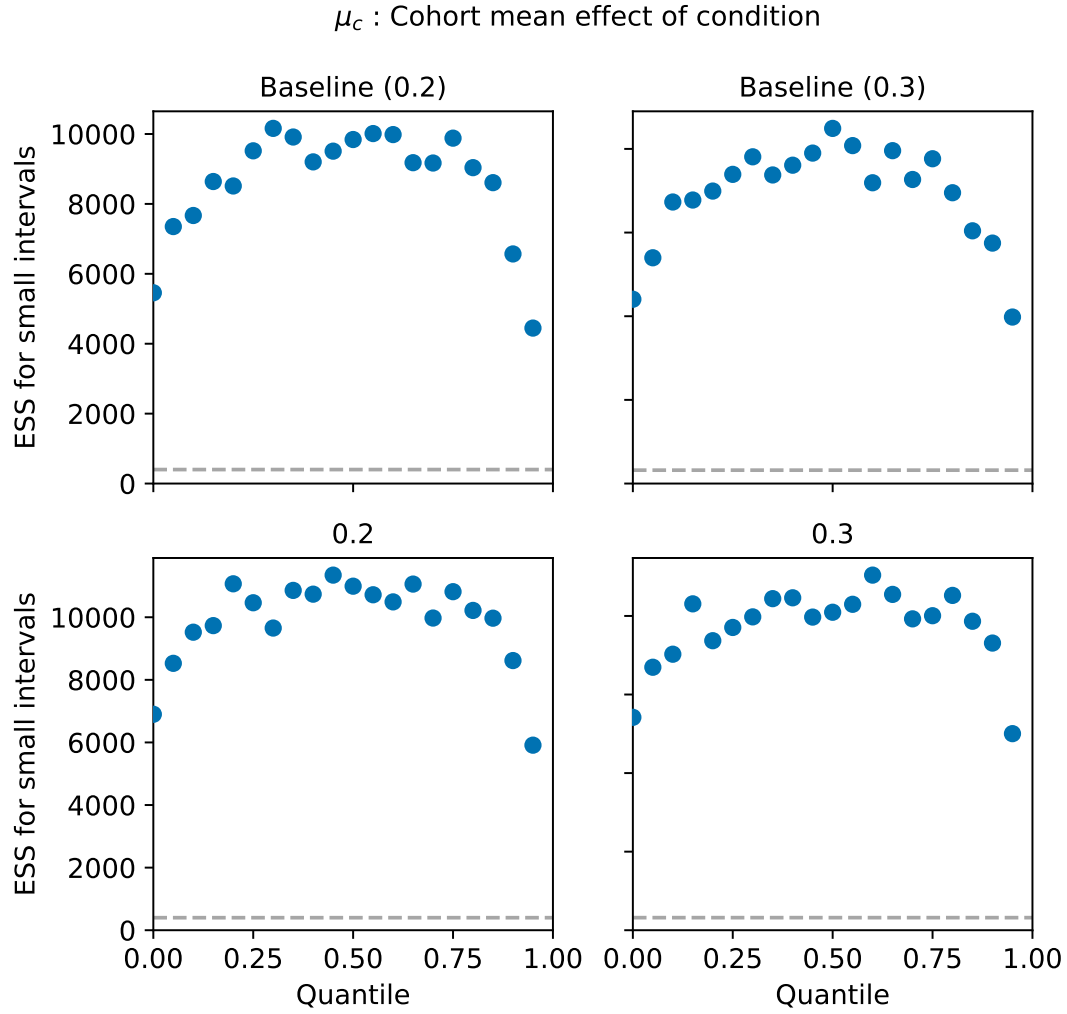 μc : Cohort mean effect of condition
Baseline (0.2)
Baseline (0.3)
ESS for small intervals
10000
8000
6000
4000
2000
0
0.2
0.3
ESS for small intervals
10000
8000
6000
4000
2000
0
0.00 0.25 0.50 0.75 1.00
0.00 0.25 0.50 0.75 1.00
Quantile
Quantile